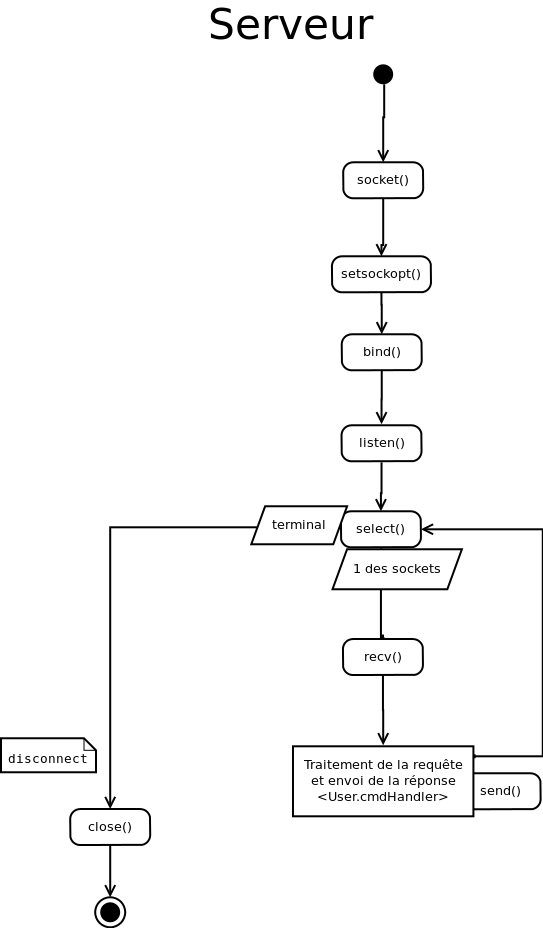 Serveur
socket()
setsockopt()
bind()
listen()
terminal
select()
1 des sockets
recv()
disconnect
Traitement de la requête
et envoi de la réponse
<User.cmdHandler>
send()
close()